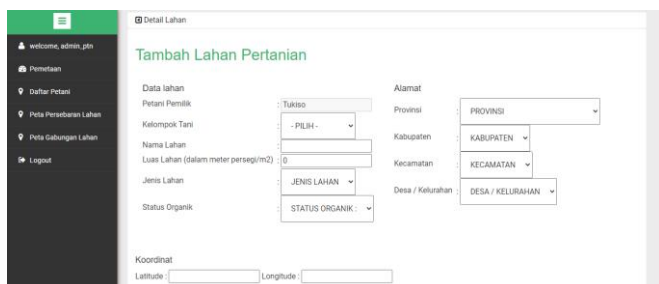 Detail Lahan
welcome, admin_ptn
Pemetaan
Daftar Petani
Peta Persebaran Lahan
Peta Gabungan Lahan
Logout
Tambah Lahan Pertanian
Data lahan
Petani Pemilik : Tukiso
Kelompok Tani : - PILIH -
Nama Lahan :
Luas Lahan (dalam meter persegi/m2) : 0
Jenis Lahan : JENIS LAHAN
Status Organik : STATUS ORGANIK :
Alamat
Provinsi : PROVINSI
Kabupaten : KABUPATEN
Kecamatan : KECAMATAN
Desa / Kelurahan : DESA / KELURAHAN
Koordinat
Latitude : Longitude :